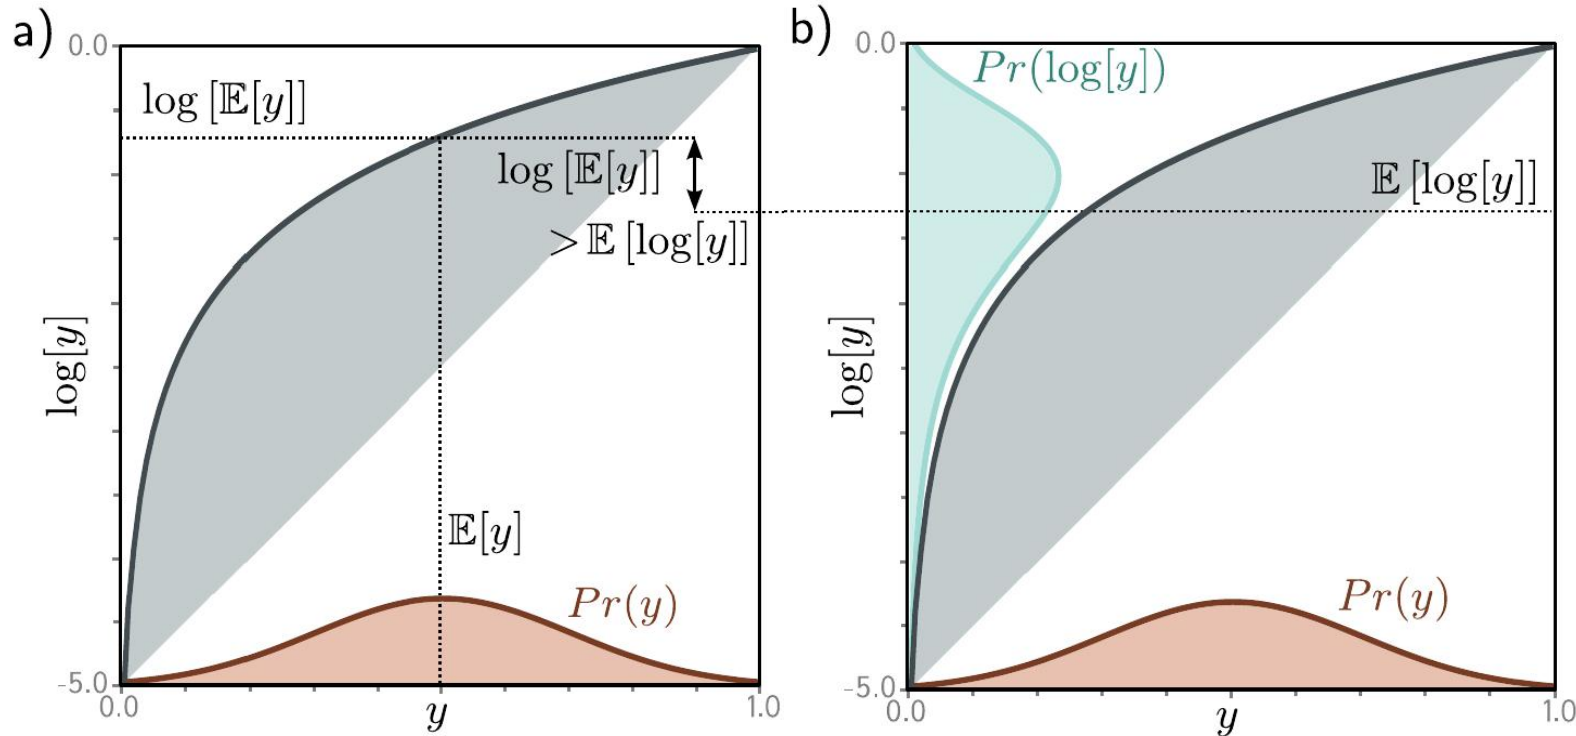 a)
0.0
log [𝔼[y]]
log [𝔼[y]]
> 𝔼 [log[y]]
log[y]
𝔼[y]
Pr(y)
-5.0
0.0
y
1.0
b)
0.0
Pr(log[y])
𝔼 [log[y]]
log[y]
Pr(y)
-5.0
0.0
y
1.0